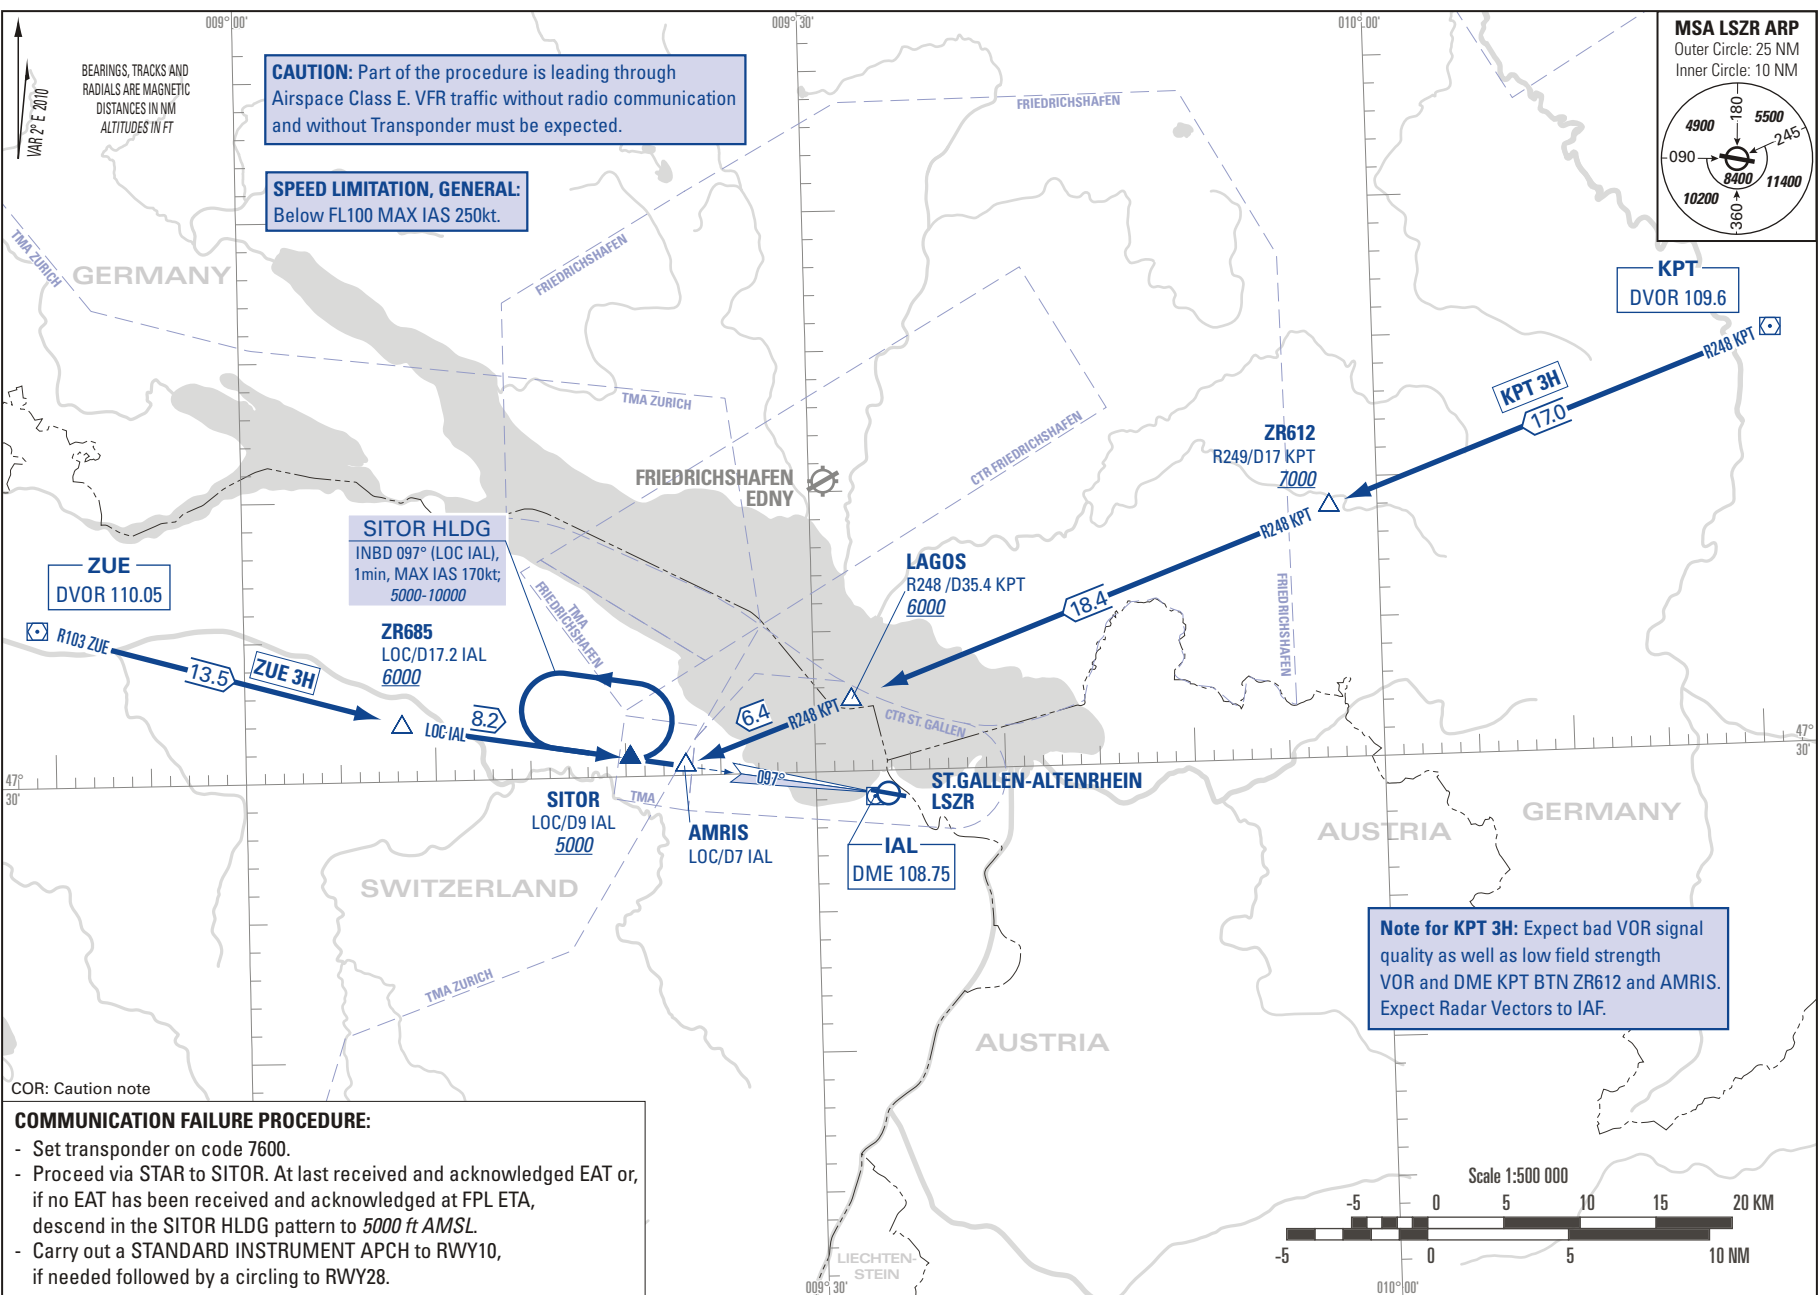 009° 00'
009° 30'
010° 00'
VAR 2° E 2010
BEARINGS, TRACKS AND
RADIALS ARE MAGNETIC
DISTANCES IN NM
ALTITUDES IN FT
CAUTION: Part of the procedure is leading through
Airspace Class E. VFR traffic without radio communication
and without Transponder must be expected.
SPEED LIMITATION, GENERAL:
Below FL100 MAX IAS 250kt.
MSA LSZR ARP
Outer Circle: 25 NM
Inner Circle: 10 NM
180
4900
5500
245
090
8400
11400
10200
360
FRIEDRICHSHAFEN
FRIEDRICHSHAFEN
TMA ZURICH
GERMANY
KPT
DVOR 109.6
R248 KPT
KPT 3H
17.0
TMA ZURICH
CTR FRIEDRICHSHAFEN
ZR612
R249/D17 KPT
7000
R248 KPT
FRIEDRICHSHAFEN
EDNY
SITOR HLDG
INBD 097° (LOC IAL),
1min, MAX IAS 170kt;
5000-10000
TMA
FRIEDRICHSHAFEN
FRIEDRICHSHAFEN
LAGOS
R248 /D35.4 KPT
6000
18.4
ZUE
DVOR 110.05
R103 ZUE
13.5
ZUE 3H
ZR685
LOC/D17.2 IAL
6000
LOC IAL
8.2
6.4
R248 KPT
CTR ST. GALLEN
47°
30'
47°
30'
097°
TMA
SITOR
LOC/D9 IAL
5000
AMRIS
LOC/D7 IAL
ST.GALLEN-ALTENRHEIN
LSZR
IAL
DME 108.75
AUSTRIA
GERMANY
SWITZERLAND
TMA ZURICH
AUSTRIA
Note for KPT 3H: Expect bad VOR signal
quality as well as low field strength
VOR and DME KPT BTN ZR612 and AMRIS.
Expect Radar Vectors to IAF.
COR: Caution note
COMMUNICATION FAILURE PROCEDURE:
- Set transponder on code 7600.
- Proceed via STAR to SITOR. At last received and acknowledged EAT or,
if no EAT has been received and acknowledged at FPL ETA,
descend in the SITOR HLDG pattern to 5000 ft AMSL.
- Carry out a STANDARD INSTRUMENT APCH to RWY10,
if needed followed by a circling to RWY28.
LIECHTEN-
STEIN
009° 30'
010° 00'
Scale 1:500 000
-5 0 5 10 15 20 KM
-5 0 5 10 NM